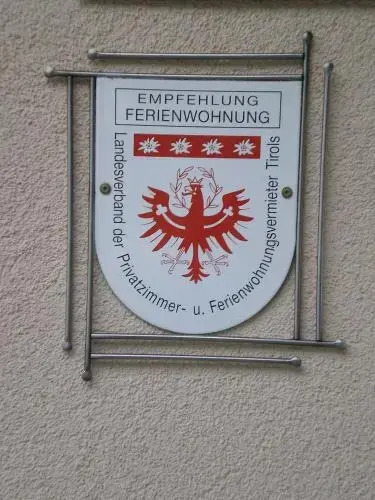 EMPFEHLUNG
FERIENWOHNUNG
Landesverband der Privatzimmer- u. Ferienwohnungsvermieter Tirols